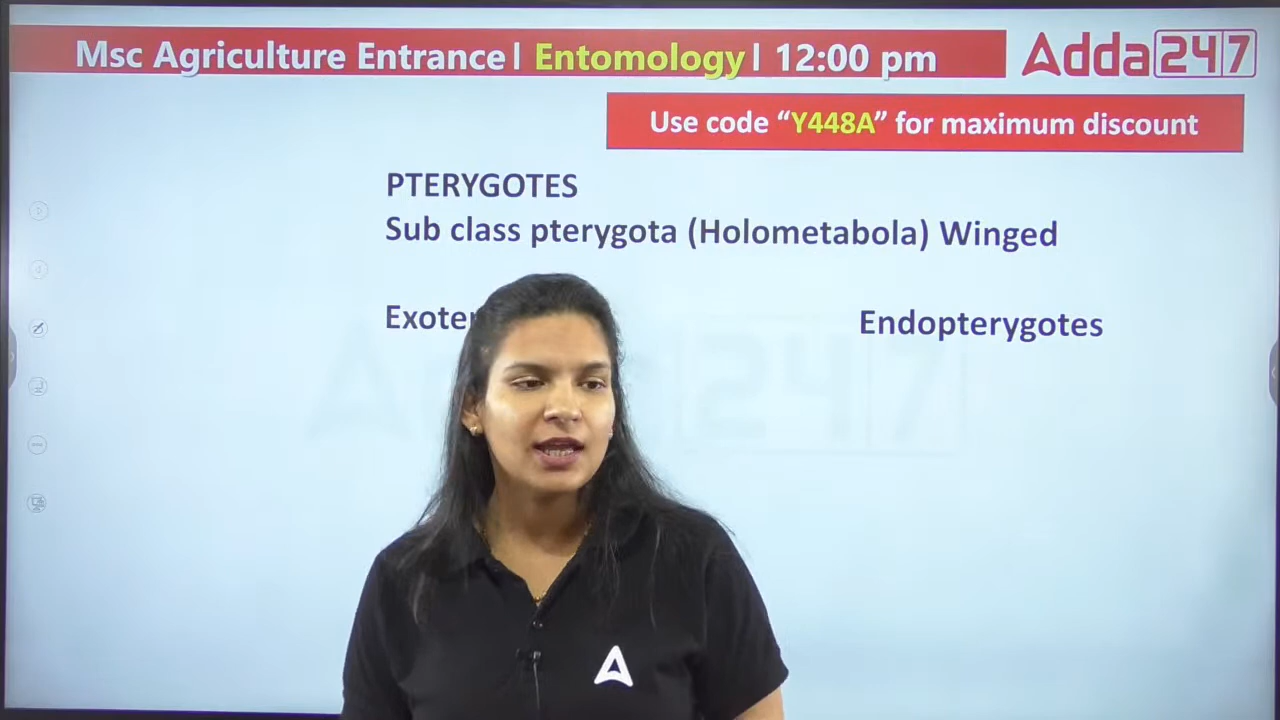 Msc Agriculture Entrance l Entomology l 12:00 pm
Adda247
Use code “Y448A” for maximum discount
PTERYGOTES
Sub class pterygota (Holometabola) Winged
Endopterygotes